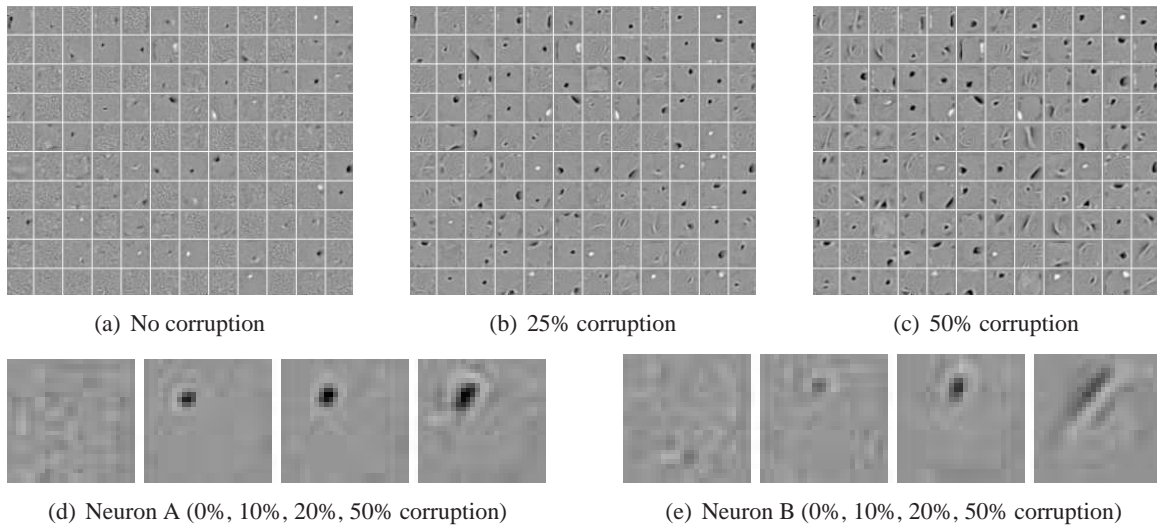 (a) No corruption
(b) 25% corruption
(c) 50% corruption
(d) Neuron A (0%, 10%, 20%, 50% corruption)
(e) Neuron B (0%, 10%, 20%, 50% corruption)